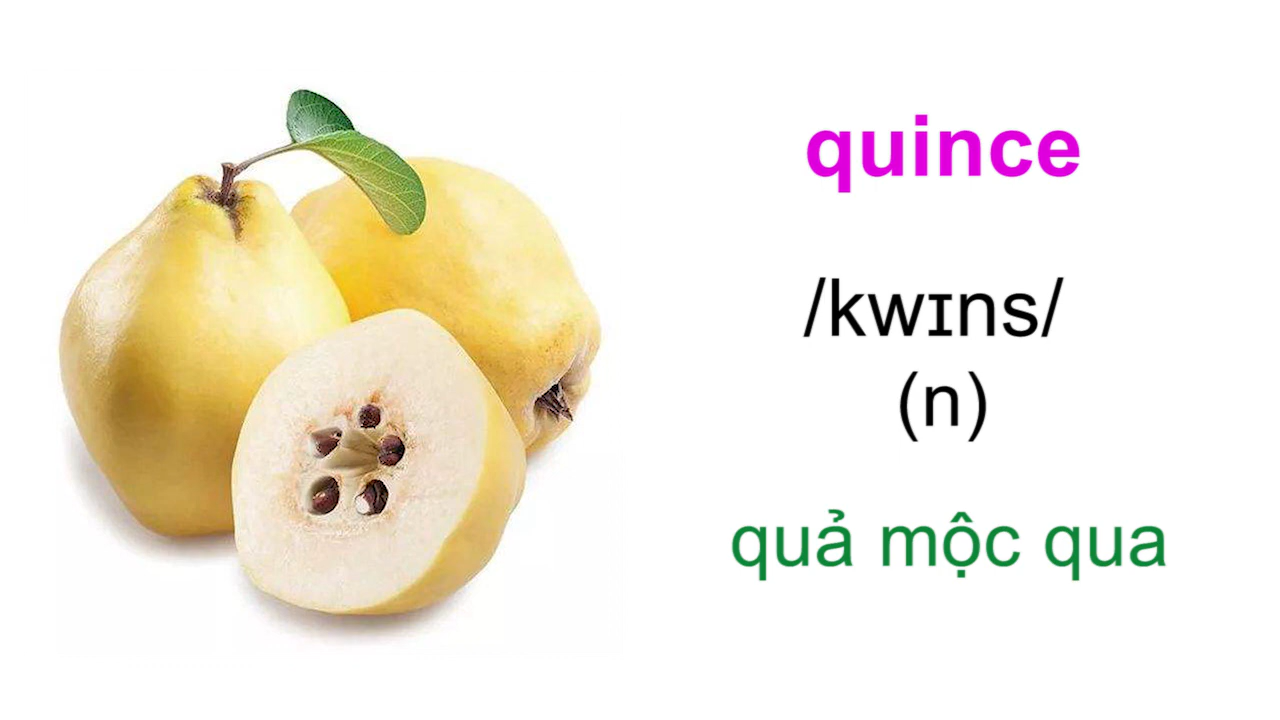 quince
/kwɪns/
(n)
quả mộc qua